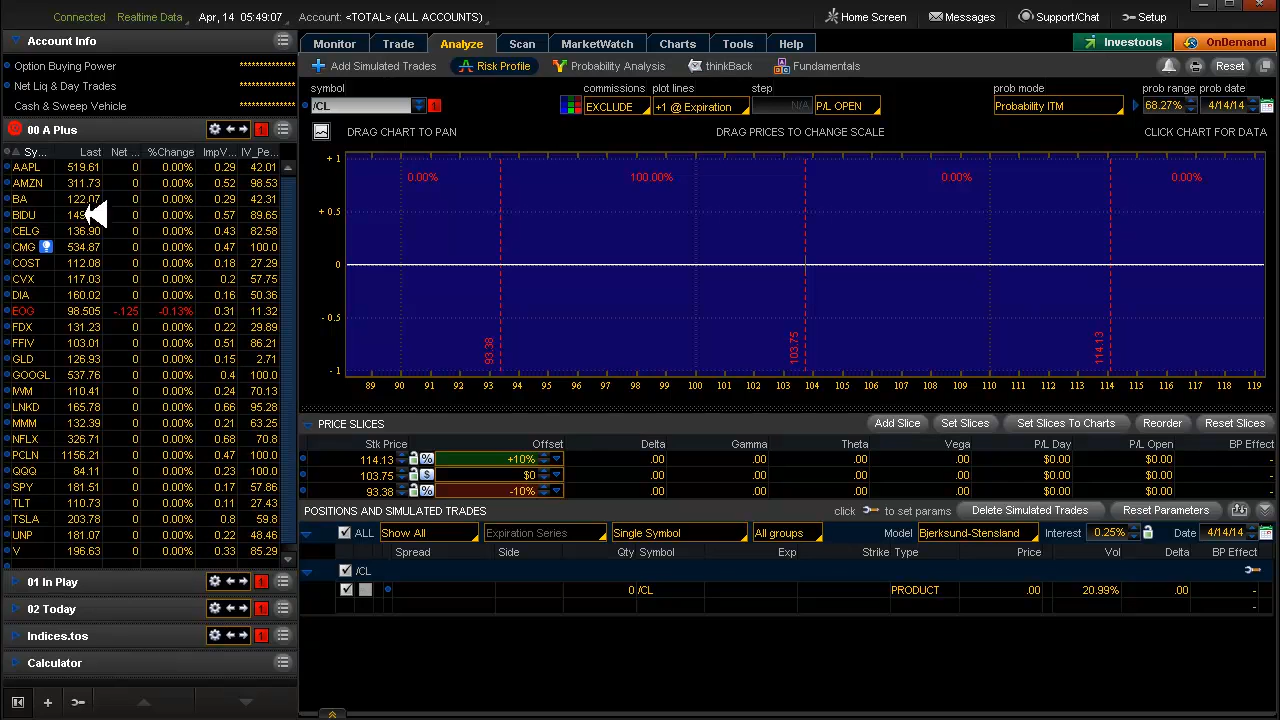 Connected Realtime Data Apr, 14 05:49:07 Account: <TOTAL> (ALL ACCOUNTS) Home Screen Messages Support/Chat Setup
Account Info
Option Buying Power ***************
Net Liq & Day Trades ***************
Cash & Sweep Vehicle ***************
00 A Plus 1
Sy... Last Net ... %Change ImpV... IV_Pe...
AAPL 519.61 0 0.00% 0.29 42.01
AMZN 311.73 0 0.00% 0.52 98.53
BA 122.07 0 0.00% 0.29 42.31
BIDU 0 0.00% 0.57 89.65
CELG 136.90 0 0.00% 0.43 82.58
CMG 534.87 0 0.00% 0.47 100.0
COST 112.08 0 0.00% 0.18 27.29
CVX 117.03 0 0.00% 0.2 57.75
DIA 160.02 0 0.00% 0.16 50.36
EOG 98.505 -.125 -0.13% 0.31 11.32
FDX 131.23 0 0.00% 0.22 29.89
FFIV 103.01 0 0.00% 0.51 86.21
GLD 126.93 0 0.00% 0.15 2.71
GOOGL 537.76 0 0.00% 0.4 100.0
IWM 110.41 0 0.00% 0.24 70.13
LNKD 165.78 0 0.00% 0.66 95.28
MMM 132.39 0 0.00% 0.21 63.25
NFLX 326.71 0 0.00% 0.68 70.8
PCLN 1156.21 0 0.00% 0.47 100.0
QQQ 84.11 0 0.00% 0.23 100.0
SPY 181.51 0 0.00% 0.17 57.86
TLT 110.73 0 0.00% 0.11 27.43
TSLA 203.78 0 0.00% 0.8 59.8
UNP 181.07 0 0.00% 0.22 48.46
V 196.63 0 0.00% 0.33 85.29
01 In Play 1
02 Today 1
Indices.tos 1
Calculator
Monitor Trade Analyze Scan MarketWatch Charts Tools Help Investools OnDemand
Add Simulated Trades Risk Profile Probability Analysis thinkBack Fundamentals Reset
symbol commissions plot lines step prob mode prob range prob date
/CL 1 EXCLUDE +1 @ Expiration N/A P/L OPEN Probability ITM 68.27% 4/14/14
DRAG CHART TO PAN DRAG PRICES TO CHANGE SCALE CLICK CHART FOR DATA
+ 1
0.00% 100.00% 0.00% 0.00%
+ 0.5
0
- 0.5
93.38 103.75 114.13
- 1
89 90 91 92 93 94 95 96 97 98 99 100 101 102 103 104 105 106 107 108 109 110 111 112 113 114 115 116 117 118 119
PRICE SLICES Add Slice Set Slices Set Slices To Charts Reorder Reset Slices
Stk Price Offset Delta Gamma Theta Vega P/L Day P/L Open BP Effect
114.13 % +10% .00 .00 .00 .00 $0.00 $0.00
103.75 $ $0 .00 .00 .00 .00 $0.00 $0.00
93.38 % -10% .00 .00 .00 .00 $0.00 $0.00
POSITIONS AND SIMULATED TRADES click to set params Delete Simulated Trades Reset Parameters
ALL Show All Expiration Series Single Symbol All groups Model Bjerksund-Stensland Interest 0.25% Date 4/14/14
Spread Side Qty Symbol Exp Strike Type Price Vol Delta BP Effect
/CL
0 /CL PRODUCT .00 20.99% .00 -
-